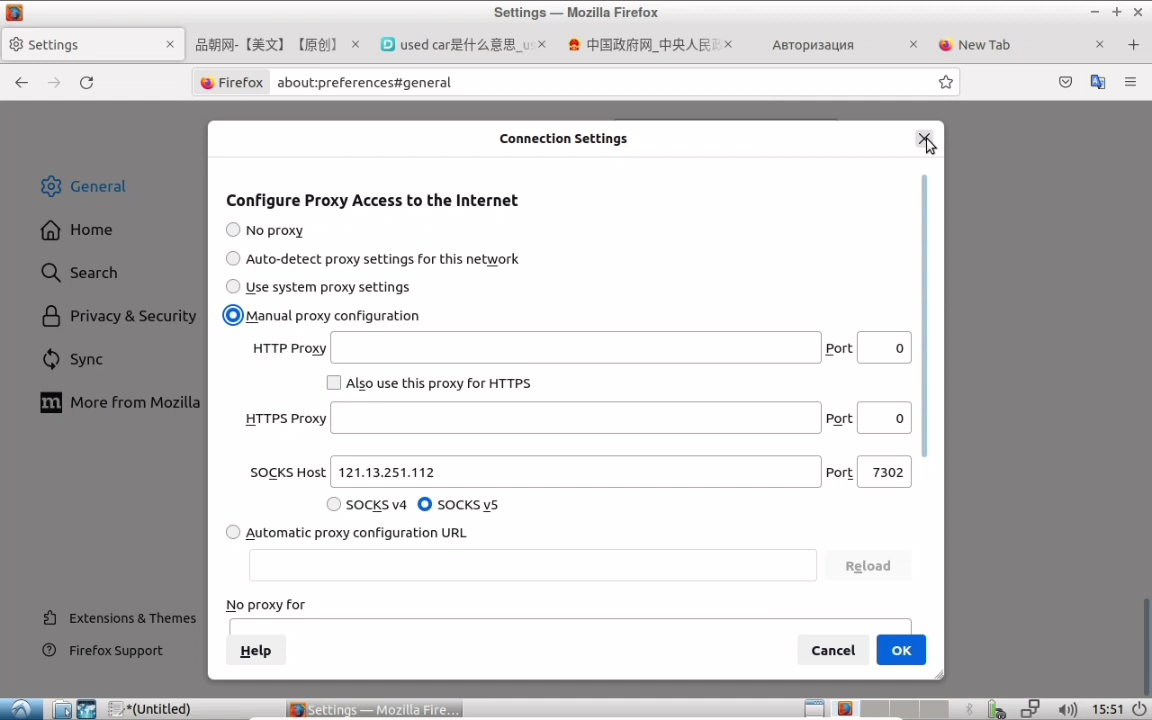 Settings — Mozilla Firefox
Settings
品朝网-【美文】【原创】
used car是什么意思_us
中国政府网_中央人民政
Авторизация
New Tab
Firefox
about:preferences#general
Connection Settings
General
Home
Search
Privacy & Security
Sync
More from Mozilla
Extensions & Themes
Firefox Support
Configure Proxy Access to the Internet
No proxy
Auto-detect proxy settings for this network
Use system proxy settings
Manual proxy configuration
HTTP Proxy Port 0
Also use this proxy for HTTPS
HTTPS Proxy Port 0
SOCKS Host 121.13.251.112 Port 7302
SOCKS v4 SOCKS v5
Automatic proxy configuration URL
Reload
No proxy for
Help Cancel OK
*(Untitled) Settings — Mozilla Fire... 15:51